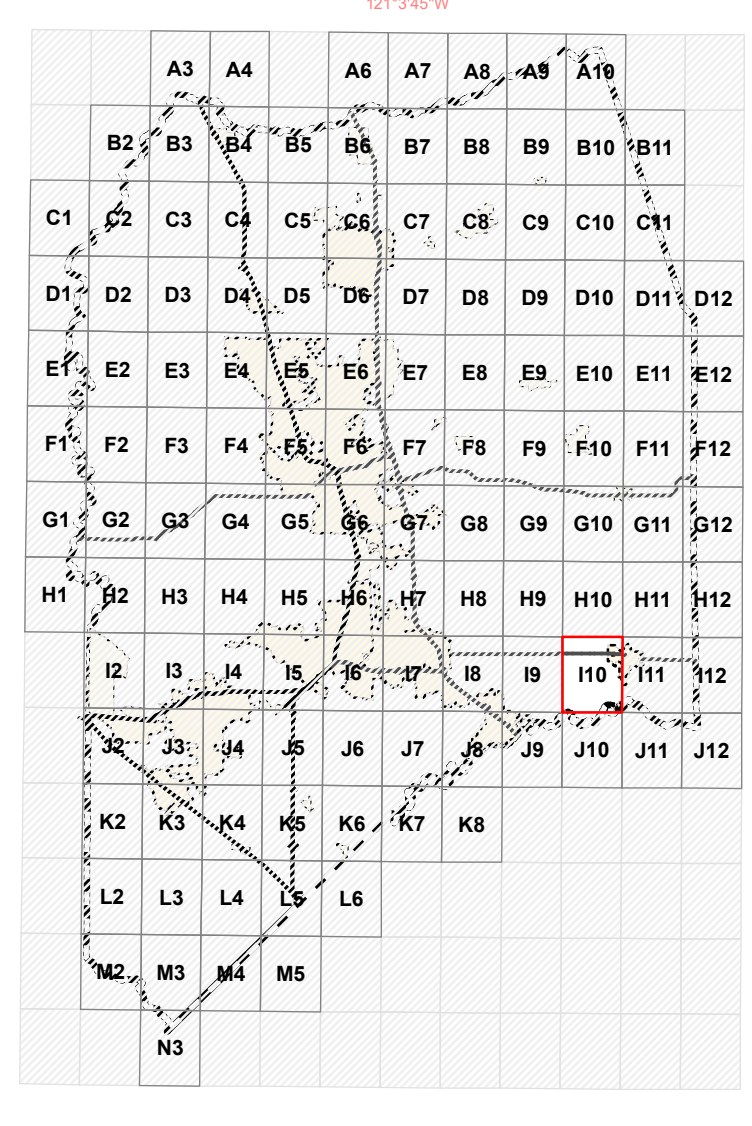 121°3'45"W
A3 A4 A6 A7 A8 A9 A10
B2 B3 B4 B5 B6 B7 B8 B9 B10 B11
C1 C2 C3 C4 C5 C6 C7 C8 C9 C10 C11
D1 D2 D3 D4 D5 D6 D7 D8 D9 D10 D11 D12
E1 E2 E3 E4 E5 E6 E7 E8 E9 E10 E11 E12
F1 F2 F3 F4 F5 F6 F7 F8 F9 F10 F11 F12
G1 G2 G3 G4 G5 G6 G7 G8 G9 G10 G11 G12
H1 H2 H3 H4 H5 H6 H7 H8 H9 H10 H11 H12
I2 I3 I4 I5 I6 I7 I8 I9 I10 I11 I12
J2 J3 J4 J5 J6 J7 J8 J9 J10 J11 J12
K2 K3 K4 K5 K6 K7 K8
L2 L3 L4 L5 L6
M2 M3 M4 M5
N3